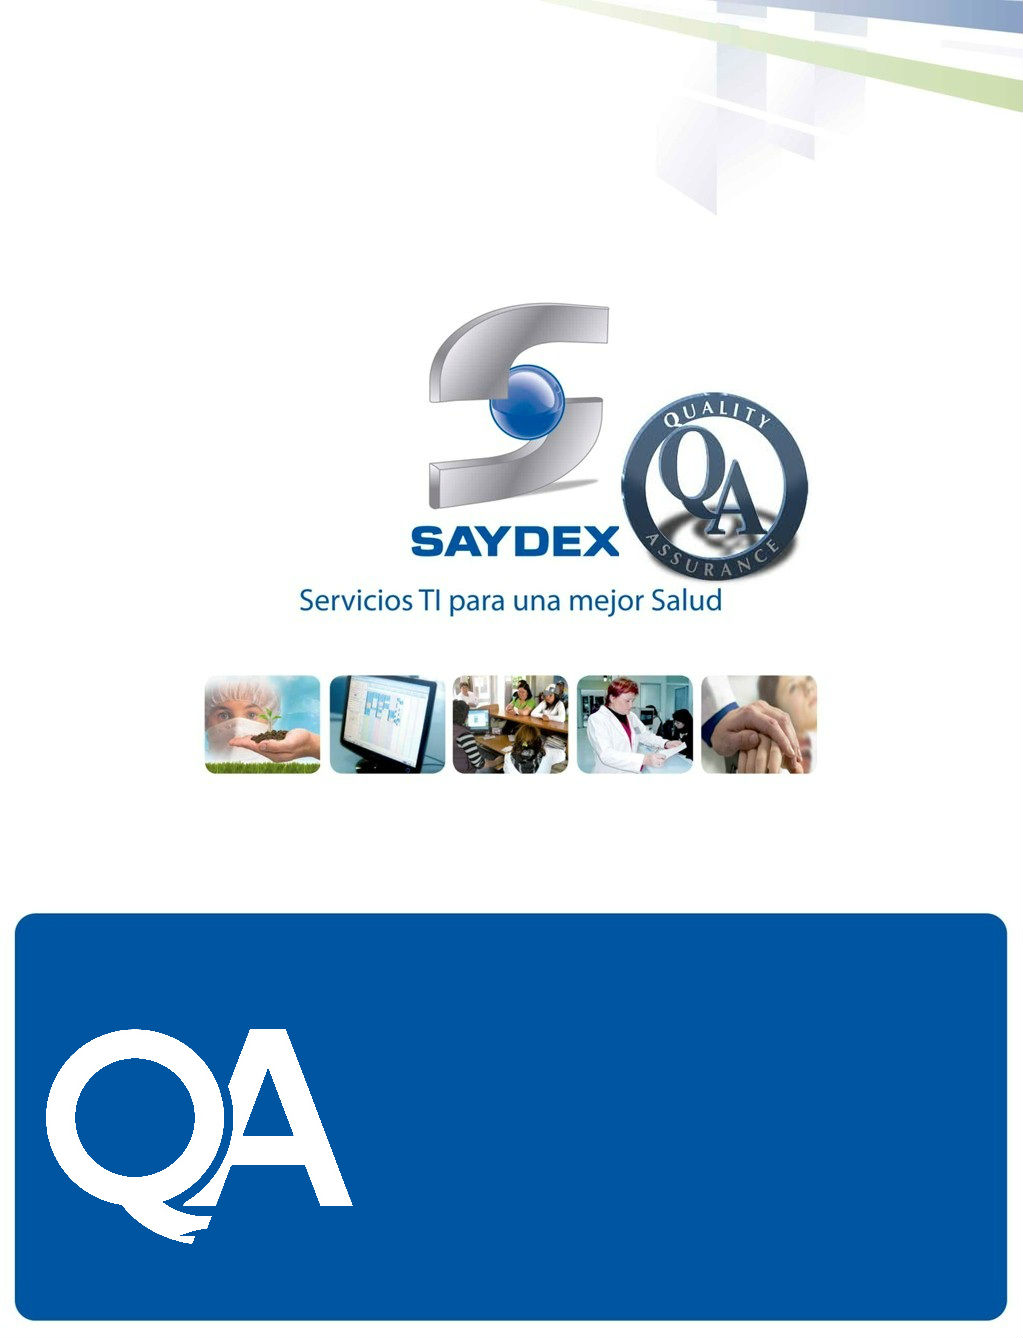 QUALITY
QA
ASSURANCE
SAYDEX
Servicios TI para una mejor Salud
QA